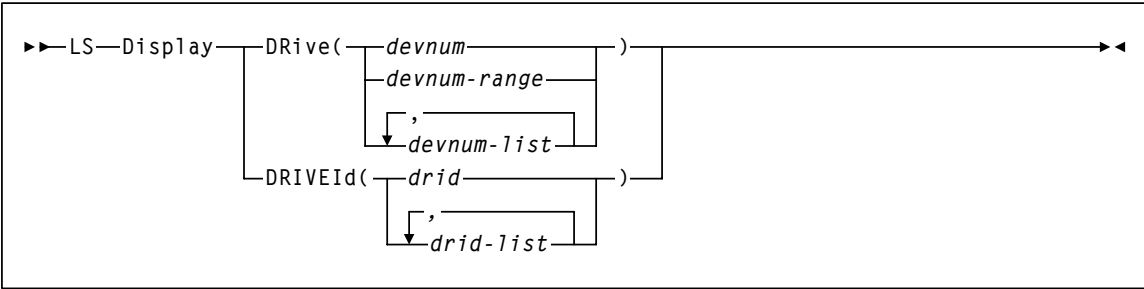 LS Display DRive( devnum )
devnum-range
,
devnum-list
DRIVEId( drid )
,
drid-list